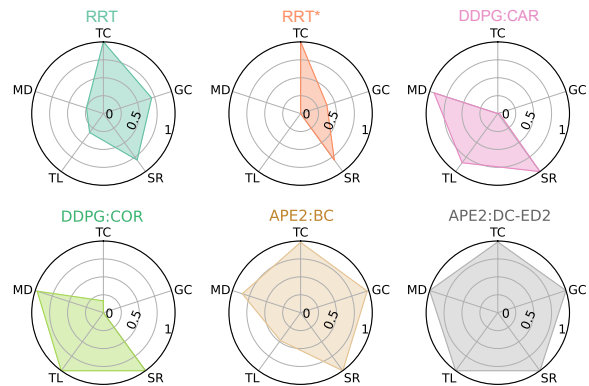 RRT
TC
GC
SR
TL
MD
0
0.5
1
RRT*
TC
GC
SR
TL
MD
0
0.5
1
DDPG:CAR
TC
GC
SR
TL
MD
0
0.5
1
DDPG:COR
TC
GC
SR
TL
MD
0
0.5
1
APE2:BC
TC
GC
SR
TL
MD
0
0.5
1
APE2:DC-ED2
TC
GC
SR
TL
MD
0
0.5
1